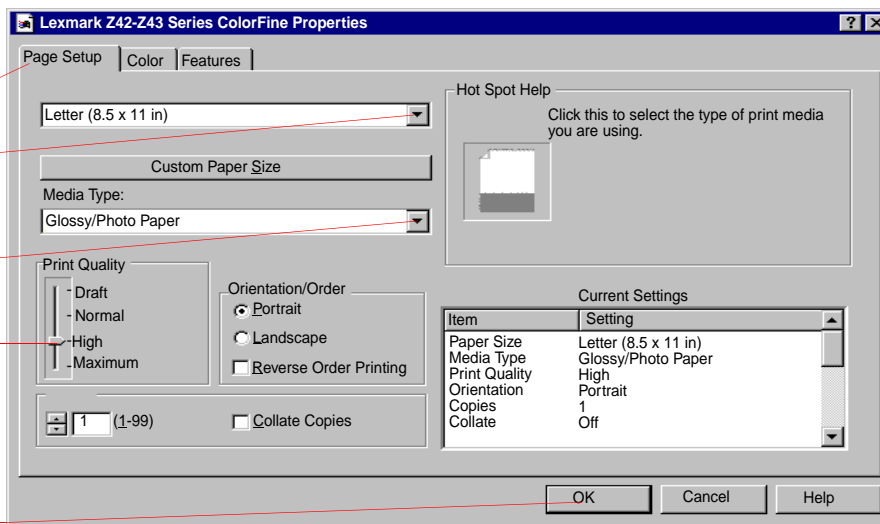 Lexmark Z42-Z43 Series ColorFine Properties
Page Setup Color Features
Letter (8.5 x 11 in)
Custom Paper Size
Media Type:
Glossy/Photo Paper
Print Quality
Draft
Normal
High
Maximum
Orientation/Order
Portrait
Landscape
Reverse Order Printing
1 (1-99) Collate Copies
Hot Spot Help
Click this to select the type of print media
you are using.
Current Settings
Item Setting
Paper Size Letter (8.5 x 11 in)
Media Type Glossy/Photo Paper
Print Quality High
Orientation Portrait
Copies 1
Collate Off
OK Cancel Help